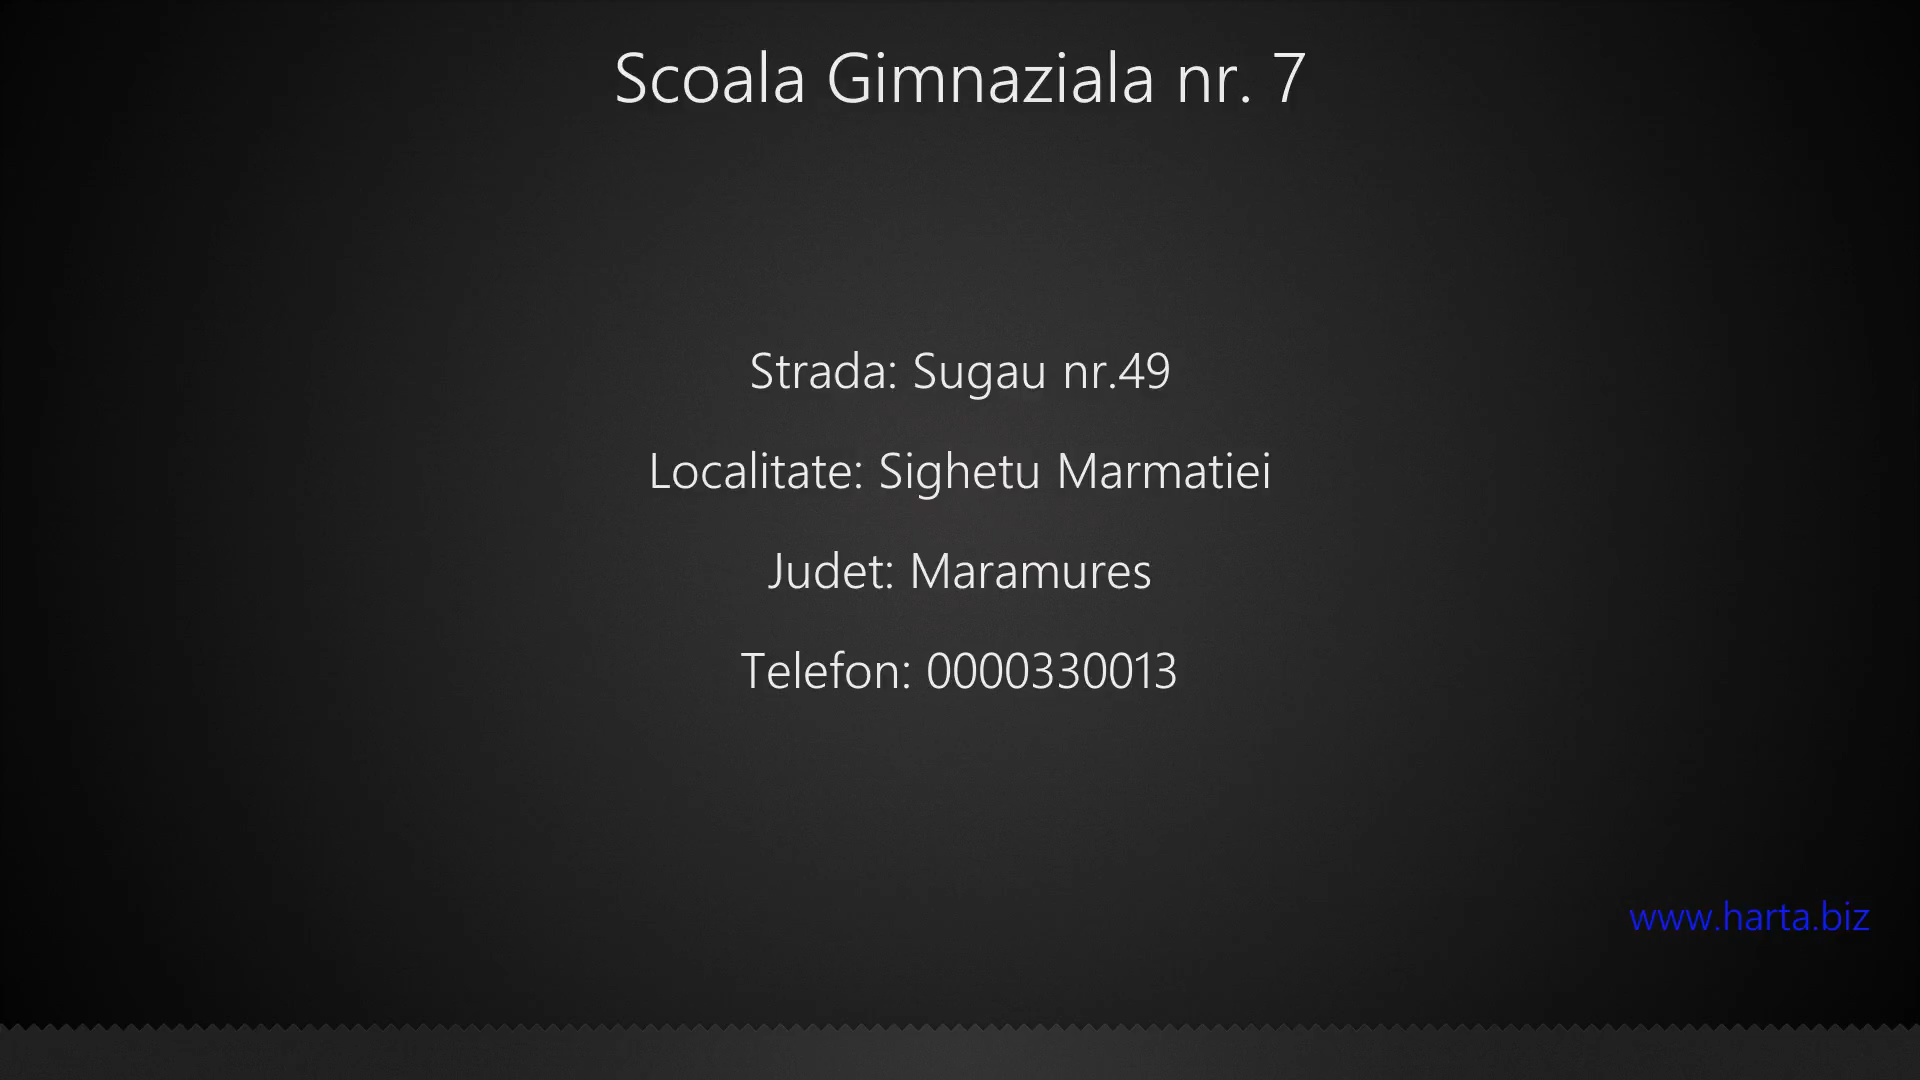 Scoala Gimnaziala nr. 7
Strada: Sugau nr.49
Localitate: Sighetu Marmatiei
Judet: Maramures
Telefon: 0000330013
www.harta.biz